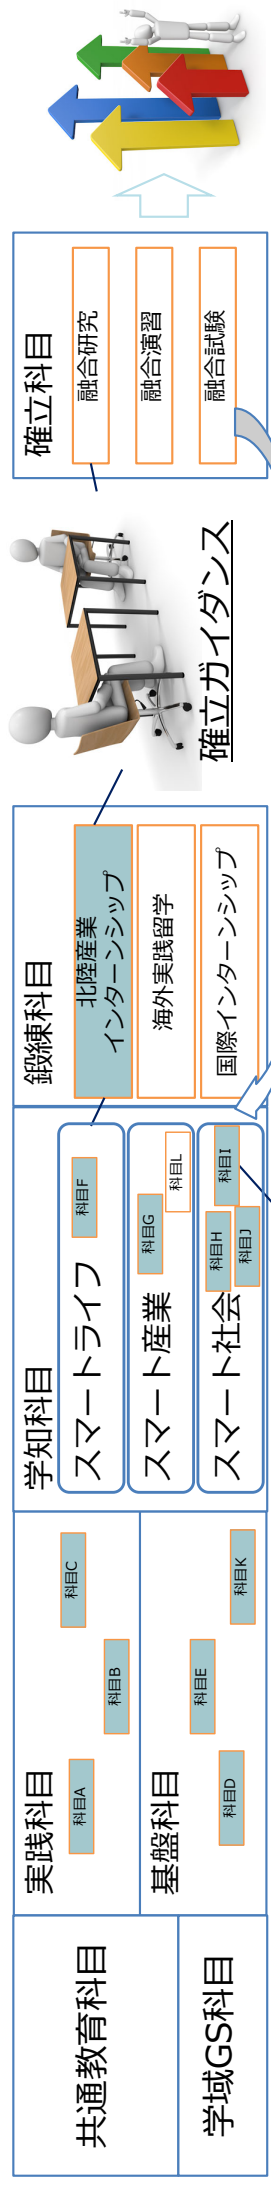 共通教育科目
学域GS科目
実践科目
科目A
科目B
科目C
基盤科目
科目D
科目E
科目K
学知科目
スマートライフ
科目F
スマート産業
科目G
科目L
スマート社会
科目H
科目I
科目J
鍛練科目
北陸産業
インターンシップ
海外実践留学
国際インターンシップ
確立ガイダンス
確立科目
融合研究
融合演習
融合試験